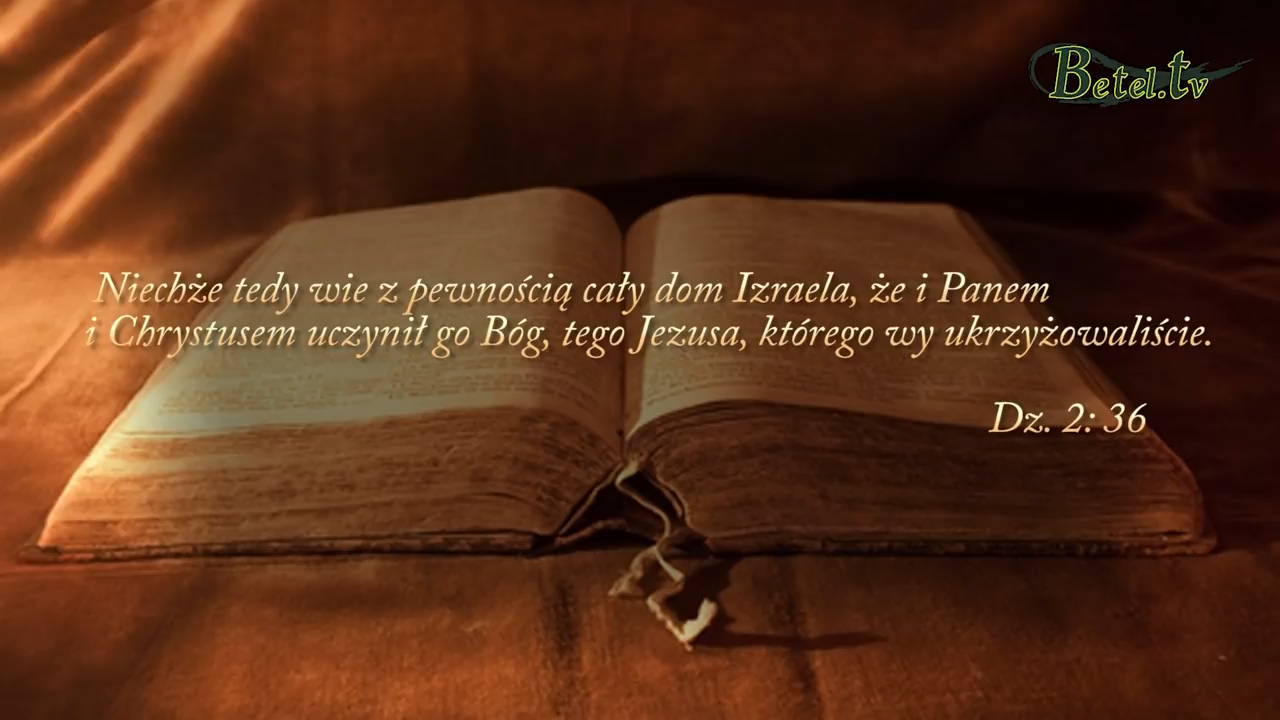 Betel.tv
Niechże tedy wie z pewnością cały dom Izraela, że i Panem
i Chrystusem uczynił go Bóg, tego Jezusa, którego wy ukrzyżowaliście.
Dz. 2: 36